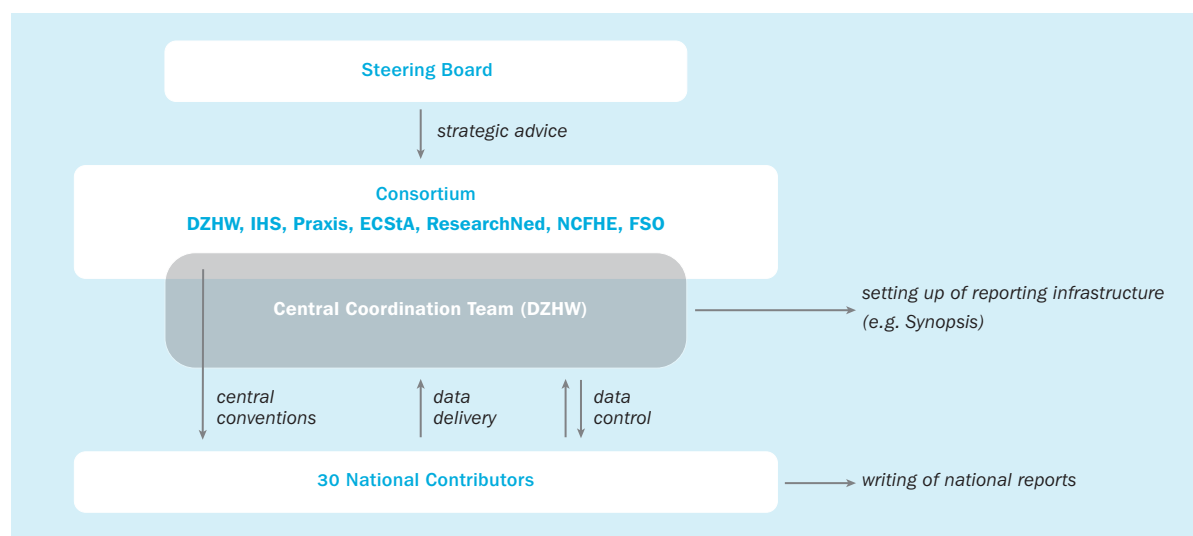 Steering Board
strategic advice
Consortium
DZHW, IHS, Praxis, ECStA, ResearchNed, NCFHE, FSO
Central Coordination Team (DZHW)
setting up of reporting infrastructure
(e.g. Synopsis)
central
conventions
data
delivery
data
control
30 National Contributors
writing of national reports